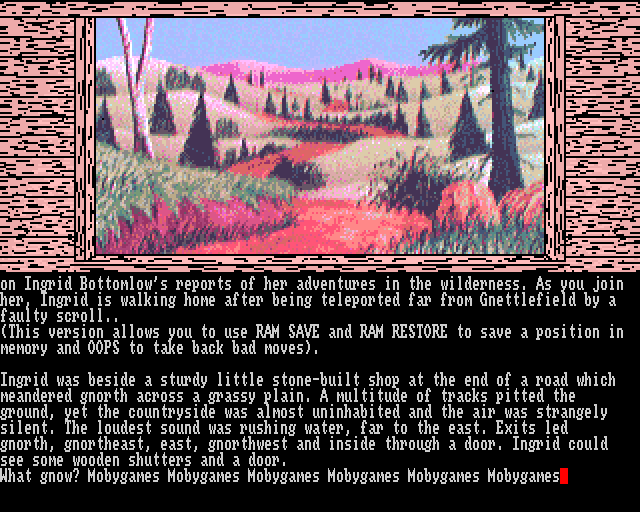 on Ingrid Bottomlow's reports of her adventures in the wilderness. As you join
her, Ingrid is walking home after being teleported far from Gnettlefield by a
faulty scroll..
(This version allows you to use RAM SAVE and RAM RESTORE to save a position in
memory and OOPS to take back bad moves).
Ingrid was beside a sturdy little stone-built shop at the end of a road which
meandered gnorth across a grassy plain. A multitude of tracks pitted the
ground, yet the countryside was almost uninhabited and the air was strangely
silent. The loudest sound was rushing water, far to the east. Exits led
gnorth, gnortheast, east, gnorthwest and inside through a door. Ingrid could
see some wooden shutters and a door.
What gnow? Mobygames Mobygames Mobygames Mobygames Mobygames Mobygames